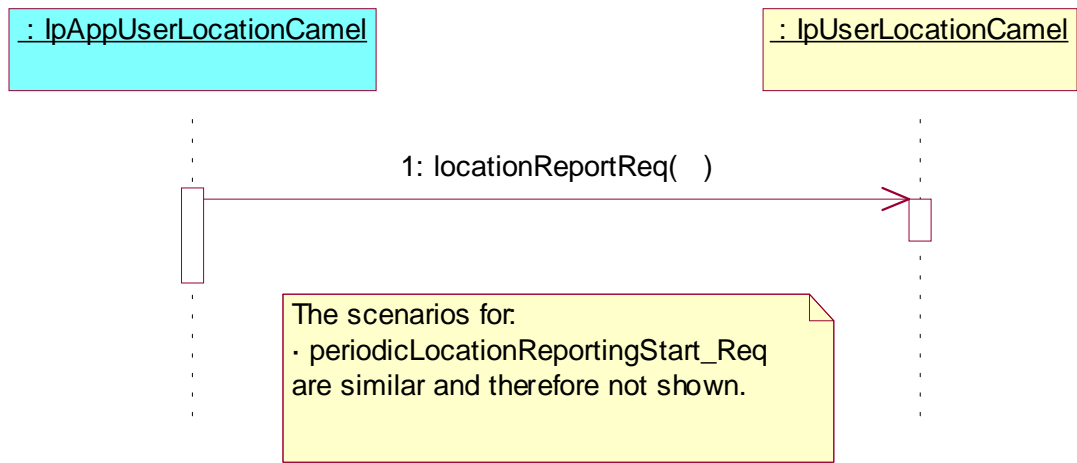 : IpAppUserLocationCamel
: IpUserLocationCamel
1: locationReportReq( )
The scenarios for:
· periodicLocationReportingStart_Req
are similar and therefore not shown.